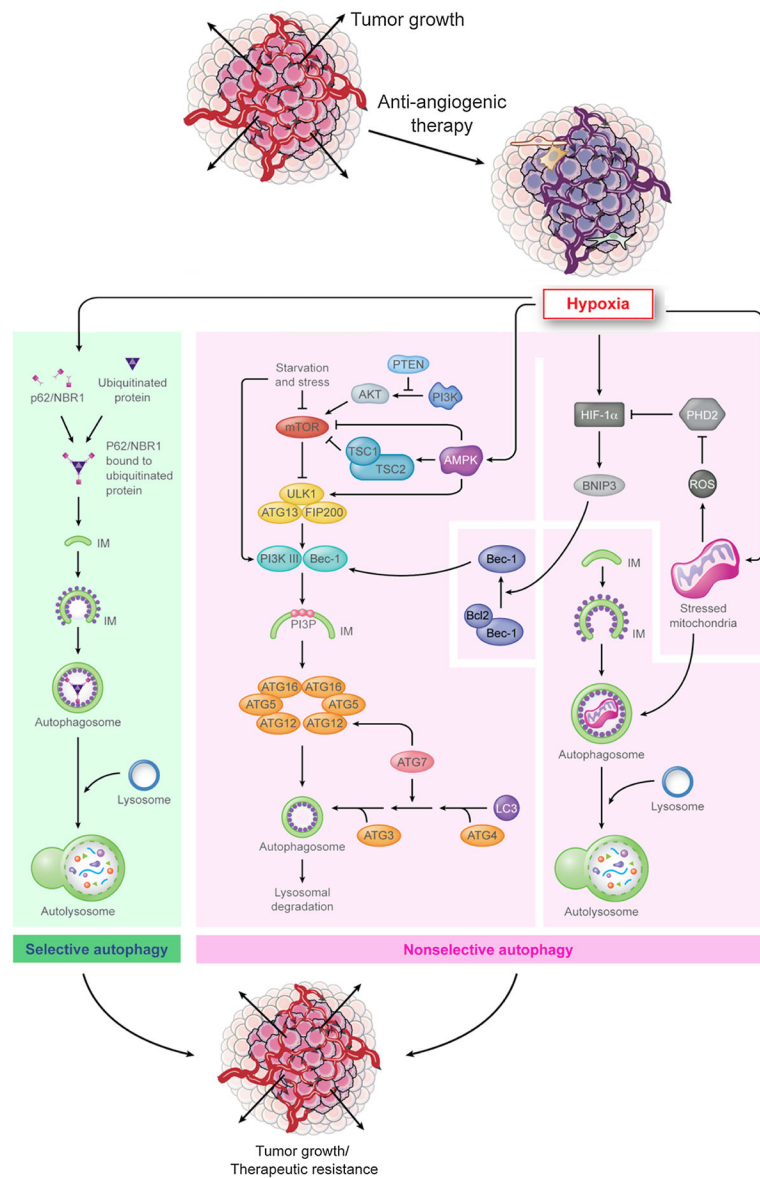 Tumor growth
Anti-angiogenic
therapy
Hypoxia
p62/NBR1
Ubiquitinated
protein
P62/NBR1
bound to
ubiquitinated
protein
IM
IM
Autophagosome
Lysosome
Autolysosome
Selective autophagy
Starvation
and stress
PTEN
AKT
PI3K
mTOR
TSC1
TSC2
AMPK
ULK1
ATG13
FIP200
PI3K III
Bec-1
Bec-1
Bcl2
Bec-1
PI3P
IM
ATG16
ATG16
ATG5
ATG5
ATG12
ATG12
ATG7
LC3
ATG3
ATG4
Autophagosome
Lysosomal
degradation
HIF-1α
PHD2
BNIP3
ROS
IM
IM
Stressed
mitochondria
Autophagosome
Lysosome
Autolysosome
Nonselective autophagy
Tumor growth/
Therapeutic resistance